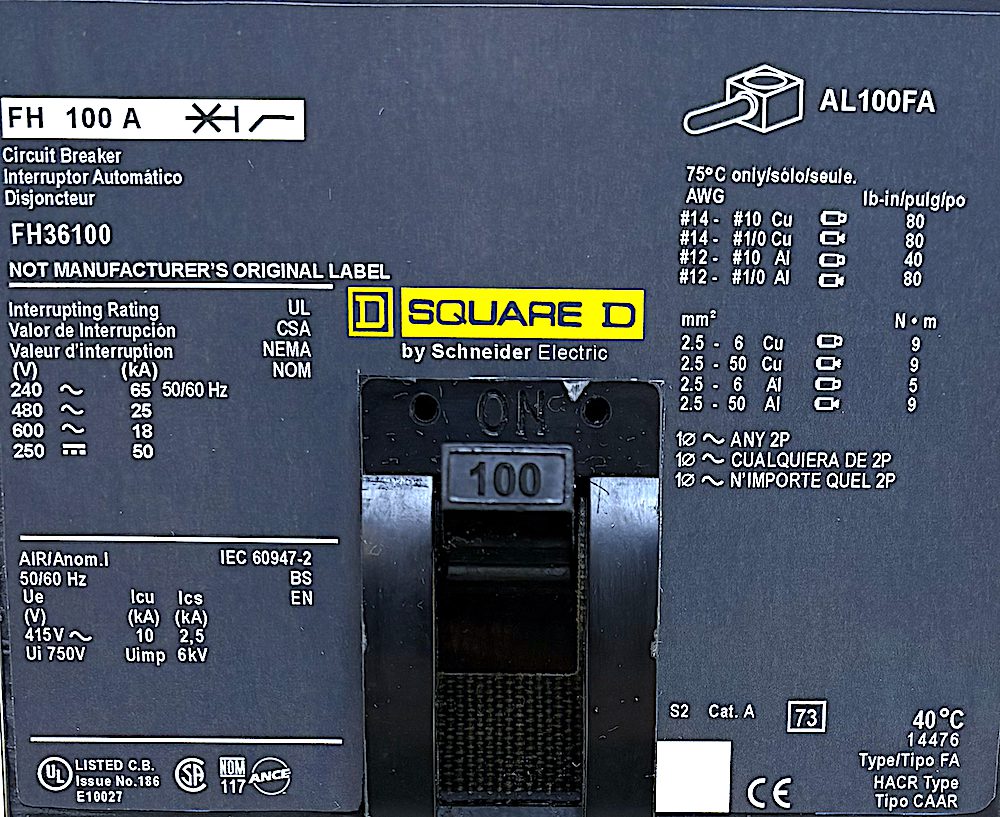 FH 100 A
Circuit Breaker
Interruptor Automático
Disjoncteur
FH36100
NOT MANUFACTURER'S ORIGINAL LABEL
Interrupting Rating UL
Valor de Interrupción CSA
Valeur d'interruption NEMA
(V) (kA) NOM
240 ~ 65 50/60 Hz
480 ~ 25
600 ~ 18
250 ⎓ 50
AIR/Anom.I IEC 60947-2
50/60 Hz BS
Ue Icu Ics EN
(V) (kA) (kA)
415V ~ 10 2,5
Ui 750V Uimp 6kV
UL LISTED C.B.
Issue No.186
E10027
SA
NOM
117
ANCE
D SQUARE D
by Schneider Electric
ON
100
AL100FA
75°C only/sólo/seule.
AWG lb-in/pulg/po
#14 - #10 Cu 80
#14 - #1/0 Cu 80
#12 - #10 Al 40
#12 - #1/0 Al 80
mm² N•m
2.5 - 6 Cu 9
2.5 - 50 Cu 9
2.5 - 6 Al 5
2.5 - 50 Al 9
1Ø ~ ANY 2P
1Ø ~ CUALQUIERA DE 2P
1Ø ~ N'IMPORTE QUEL 2P
S2 Cat. A 73 40°C
14476
Type/Tipo FA
HACR Type
Tipo CAAR
CE